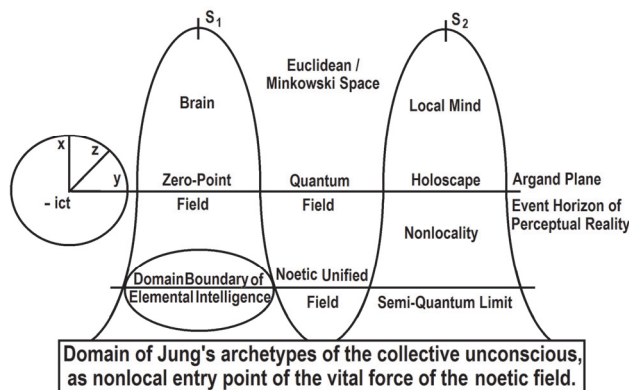 S1 S2
Euclidean /
Minkowski Space
Brain
Local Mind
x
z
y
- ict
Zero-Point Quantum Holoscape Argand Plane
Field Field Event Horizon of
Perceptual Reality
Nonlocality
Domain Boundary of Noetic Unified
Elemental Intelligence Field Semi-Quantum Limit
Domain of Jung's archetypes of the collective unconscious,
as nonlocal entry point of the vital force of the noetic field.